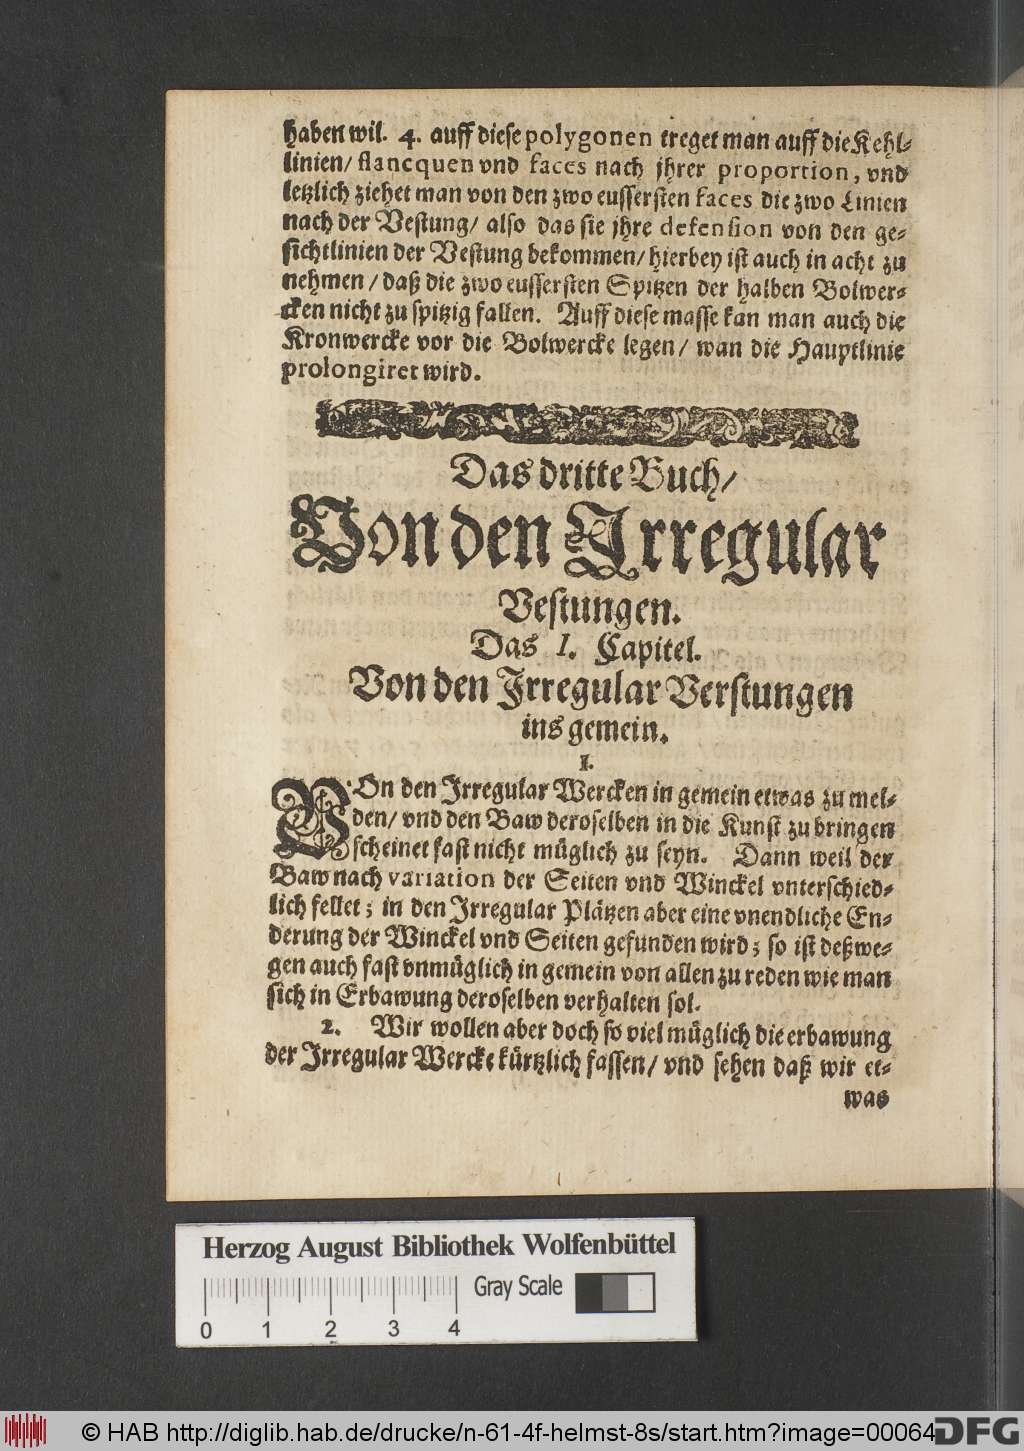 haben wil. 4. auff diese polygonen treget man auff die Kehl-
linien/ flancquen vnd faces nach jhrer proportion, vnd
letzlich ziehet man von den zwo eussersten faces die zwo Linien
nach der Vestung/ also das sie jhre defension von den ge-
sichtlinien der Vestung bekommen/ hierbey ist auch in acht zu
nehmen/ daß die zwo eussersten Spitzen der halben Bolwer-
cken nicht zu spitzig fallen. Auff diese masse kan man auch die
Kronwercke vor die Bolwercke legen/ wan die Hauptlinie
prolongiret wird.
Das dritte Buch/
Von den Irregular
Vestungen.
Das I. Capitel.
Von den Irregular Verstungen
ins gemein.
1.
VOn den Irregular Wercken in gemein etwas zu mel-
den/ vnd den Baw deroselben in die Kunst zu bringen
scheinet fast nicht müglich zu seyn. Dann weil der
Baw nach variation der Seiten vnd Winckel vnterschied-
lich fellet; in den Irregular Plätzen aber eine vnendliche En-
derung der Winckel vnd Seiten gefunden wird; so ist deßwe-
gen auch fast vnmüglich in gemein von allen zu reden wie man
sich in Erbawung deroselben verhalten sol.
2. Wir wollen aber doch so viel müglich die erbawung
der Irregular Wercke kürtzlich fassen/ vnd sehen daß wir et-
was
Herzog August Bibliothek Wolfenbüttel
Gray Scale
0 1 2 3 4
© HAB http://diglib.hab.de/drucke/n-61-4f-helmst-8s/start.htm?image=00064
DFG